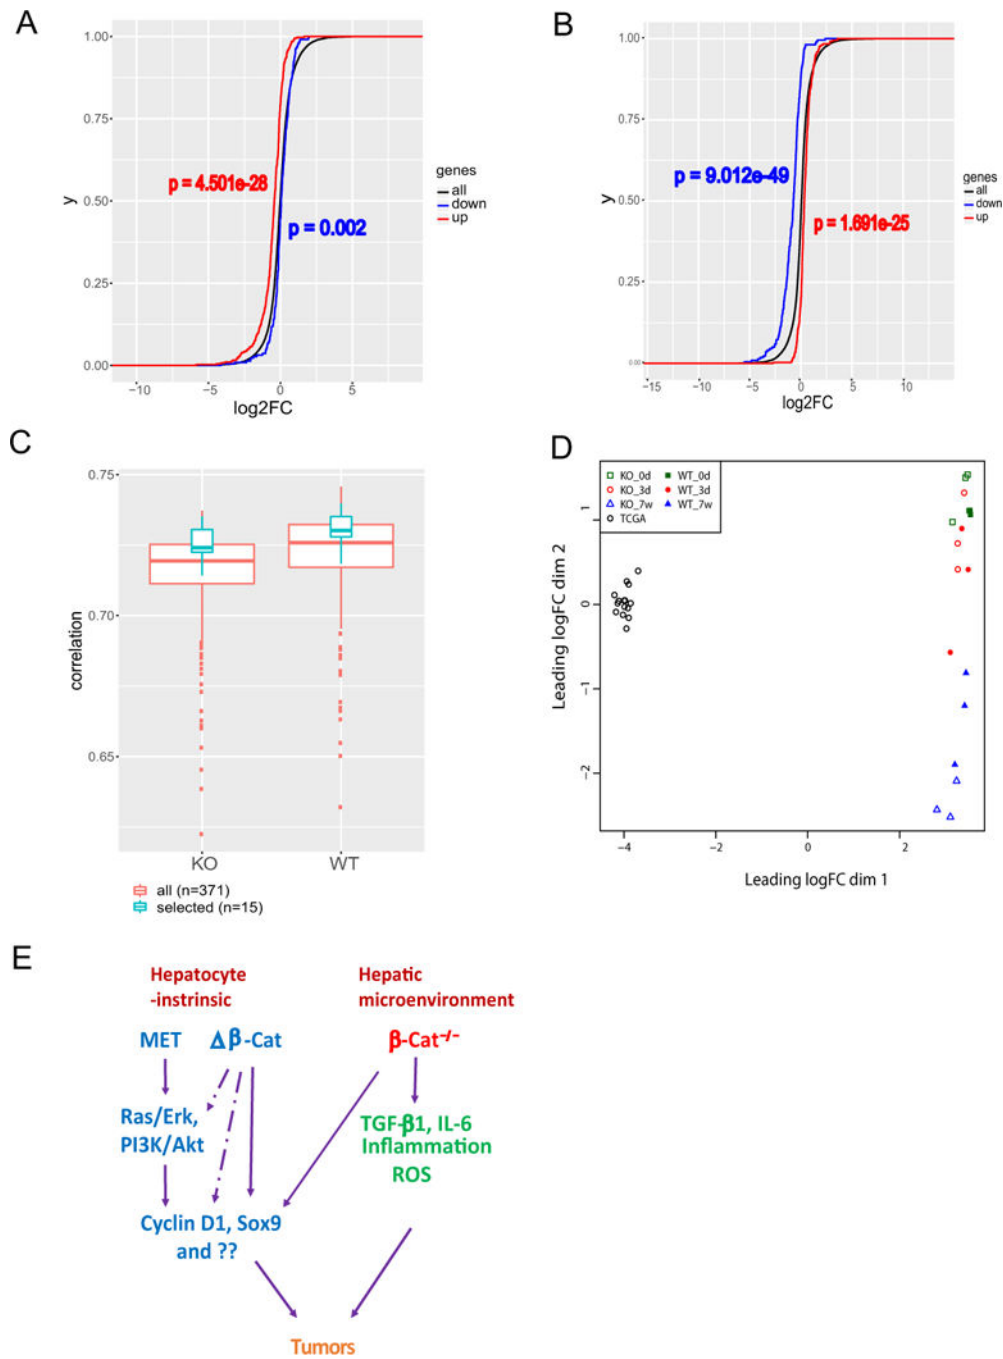 A
1.00
0.75
0.50
0.25
0.00
y
p = 4.501e-28
p = 0.002
genes
all
down
up
−10
−5
0
5
log2FC
B
1.00
0.75
0.50
0.25
0.00
y
p = 9.012e-49
p = 1.691e-25
genes
all
down
up
−15
−10
−5
0
5
10
log2FC
C
0.75
0.70
0.65
correlation
KO
WT
all (n=371)
selected (n=15)
D
KO_0d
WT_0d
KO_3d
WT_3d
KO_7w
WT_7w
TCGA
1
0
−1
−2
Leading logFC dim 2
−4
−2
0
2
Leading logFC dim 1
E
Hepatocyte
-instrinsic
Hepatic
microenvironment
MET
Δβ-Cat
β-Cat⁻/⁻
Ras/Erk,
PI3K/Akt
TGF-β1, IL-6
Inflammation
ROS
Cyclin D1, Sox9
and ??
Tumors